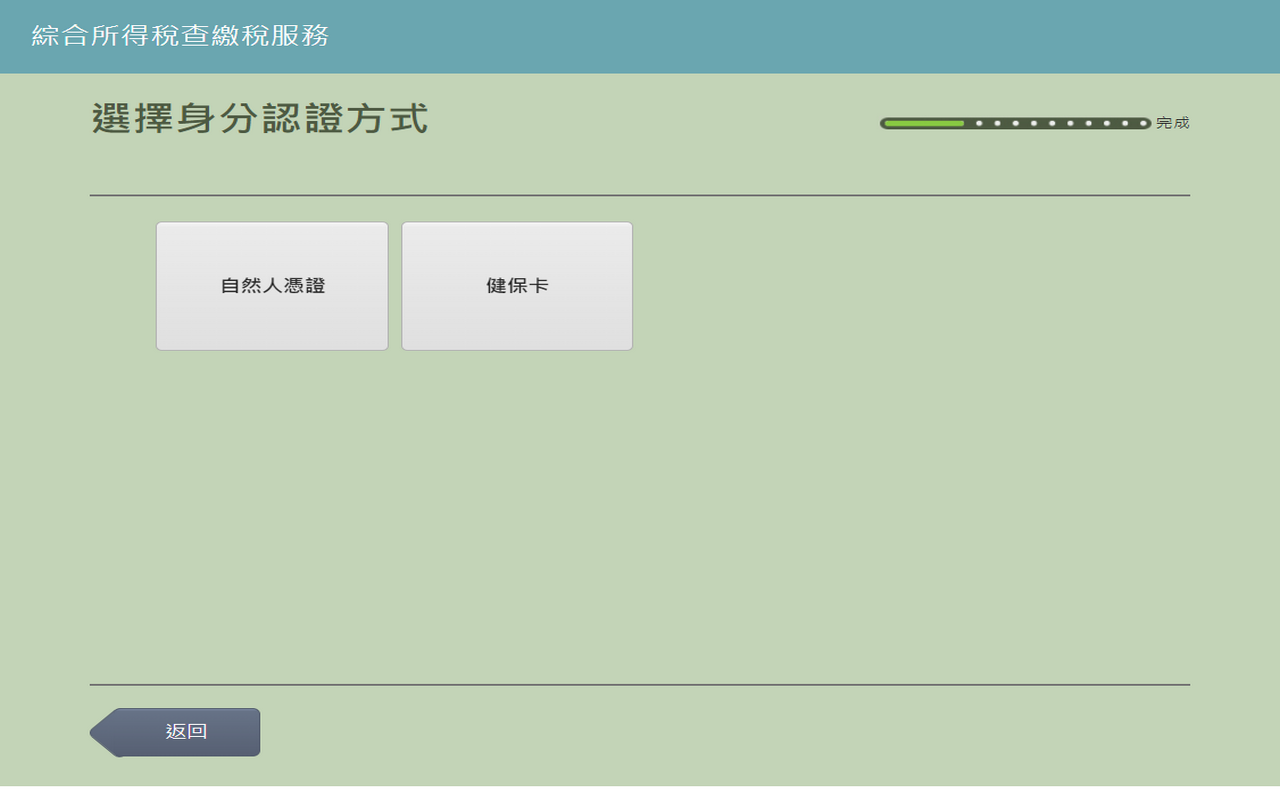 綜合所得稅查繳稅服務
選擇身分認證方式
完成
自然人憑證
健保卡
返回